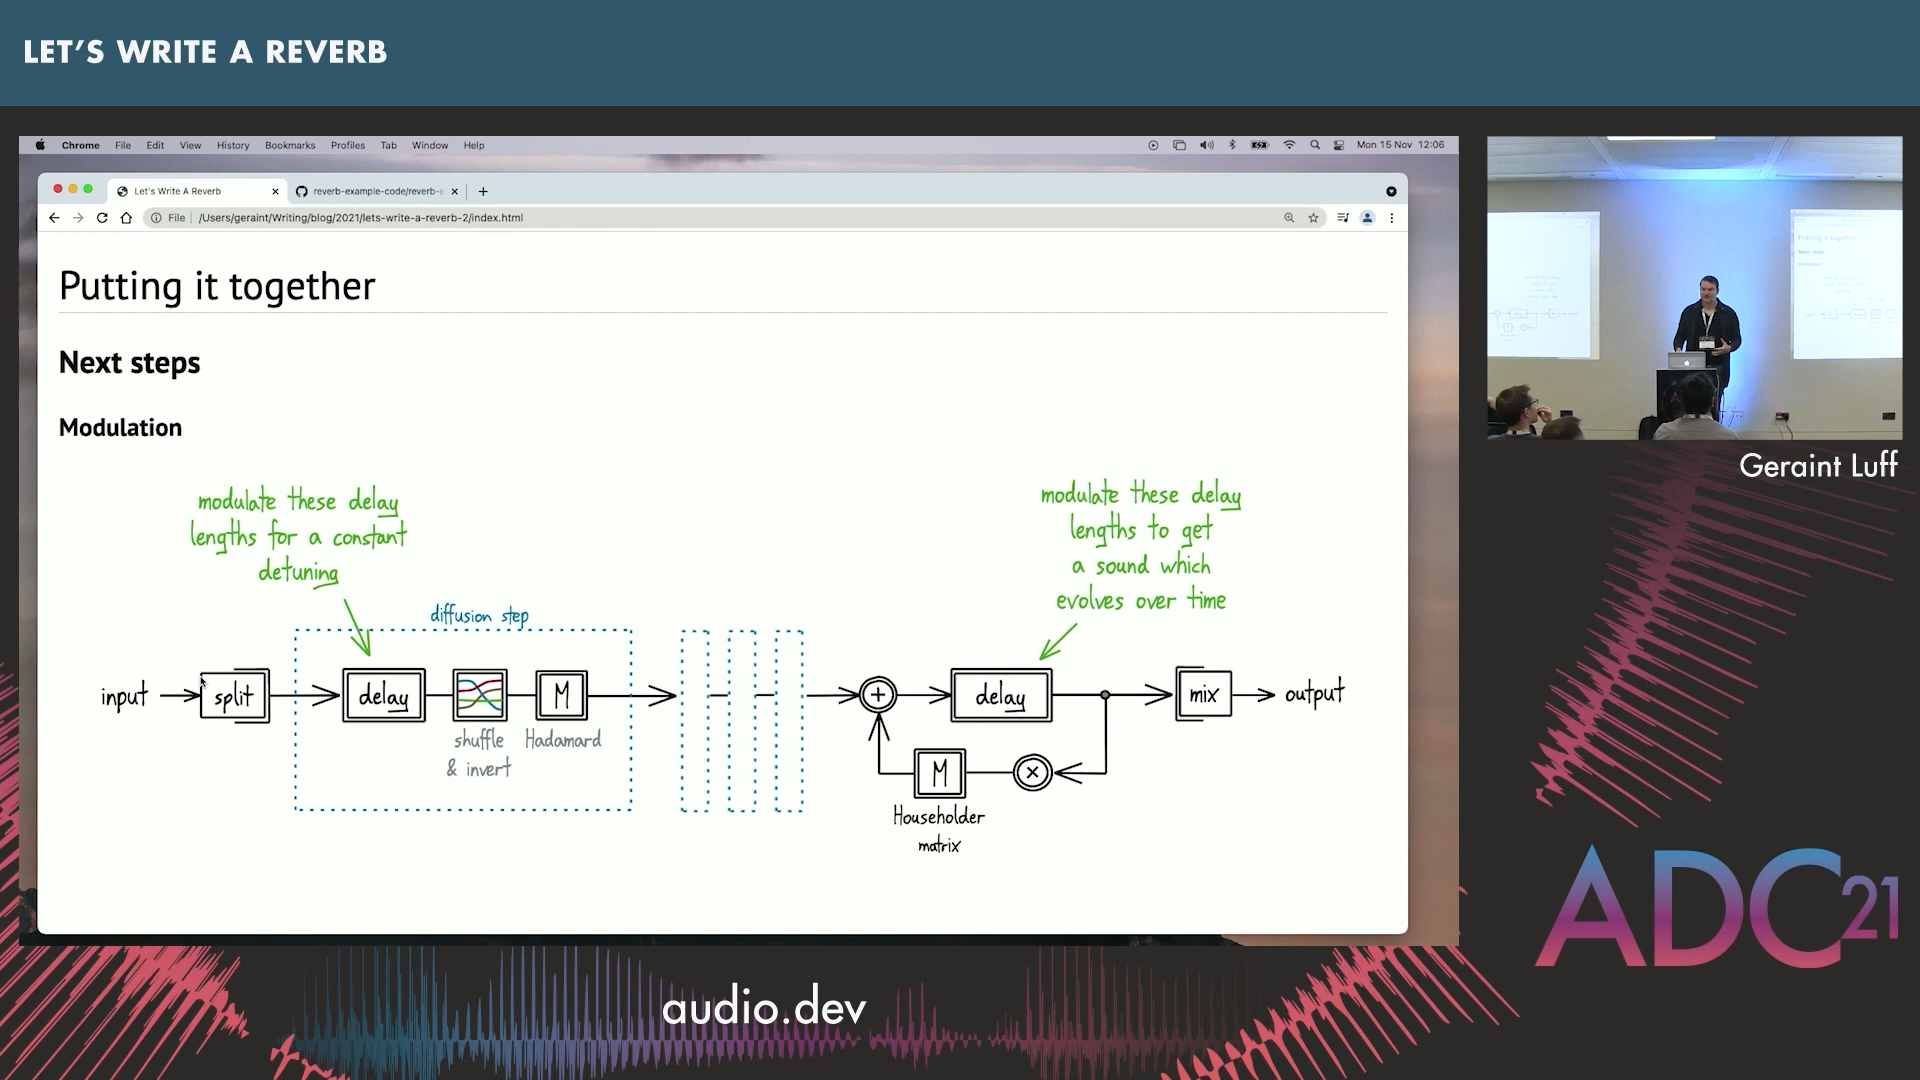 LET'S WRITE A REVERB
Chrome File Edit View History Bookmarks Profiles Tab Window Help Mon 15 Nov 12:06
Let's Write A Reverb
reverb-example-code/reverb-e
File /Users/geraint/Writing/blog/2021/lets-write-a-reverb-2/index.html
Putting it together
Next steps
Modulation
modulate these delay
lengths for a constant
detuning
modulate these delay
lengths to get
a sound which
evolves over time
diffusion step
input split delay M + delay mix output
shuffle
& invert
Hadamard
M ×
Householder
matrix
Geraint Luff
ADC21
audio.dev